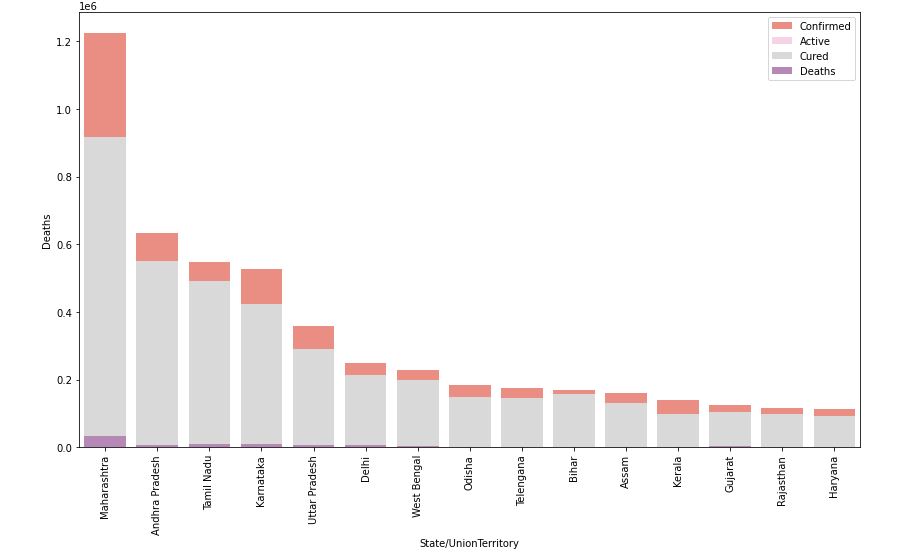 1e6
1.2
1.0
0.8
0.6
0.4
0.2
0.0
Deaths
Confirmed
Active
Cured
Deaths
Maharashtra
Andhra Pradesh
Tamil Nadu
Karnataka
Uttar Pradesh
Delhi
West Bengal
Odisha
Telengana
Bihar
Assam
Kerala
Gujarat
Rajasthan
Haryana
State/UnionTerritory